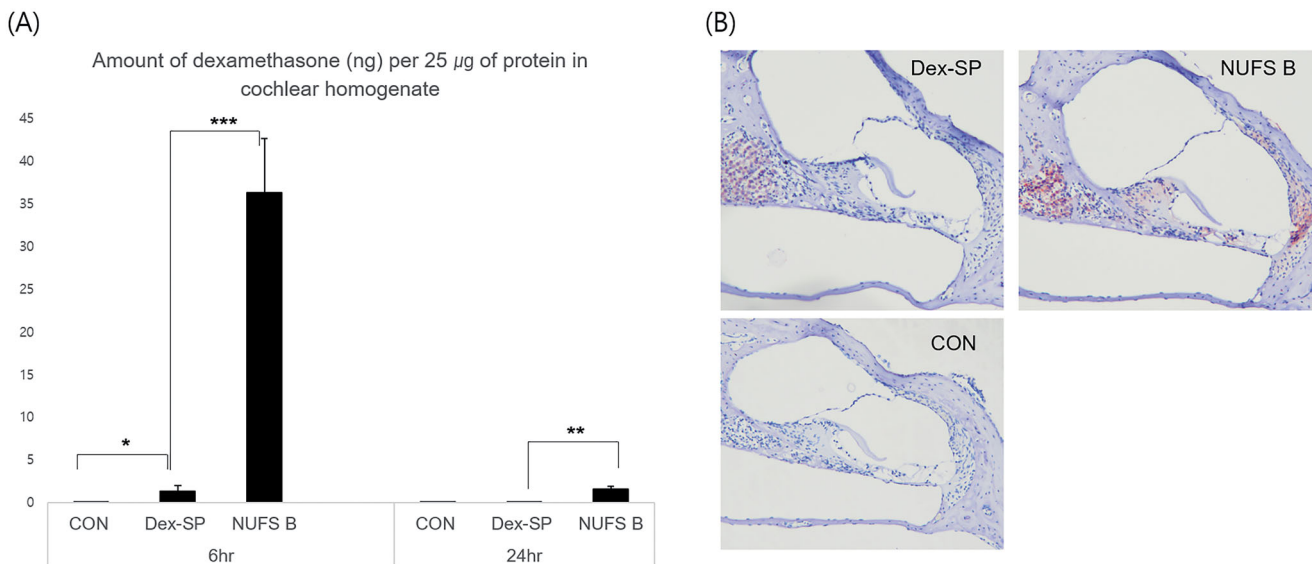 (A)
Amount of dexamethasone (ng) per 25 μg of protein in
cochlear homogenate
45
40
35
30
25
20
15
10
5
0
***
*
**
CON Dex-SP NUFS B CON Dex-SP NUFS B
6hr 24hr
(B)
Dex-SP
NUFS B
CON